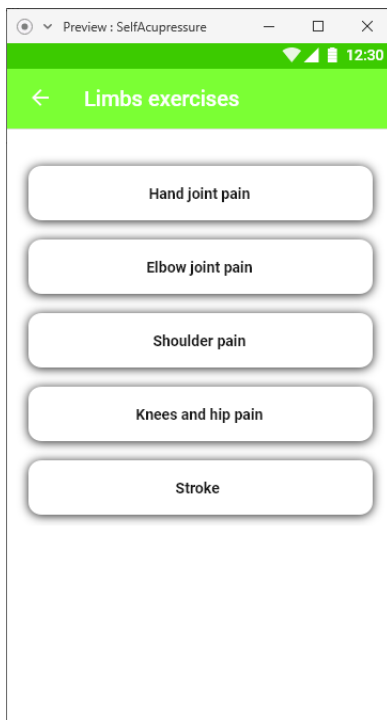 Preview : SelfAcupressure
12:30
Limbs exercises
Hand joint pain
Elbow joint pain
Shoulder pain
Knees and hip pain
Stroke